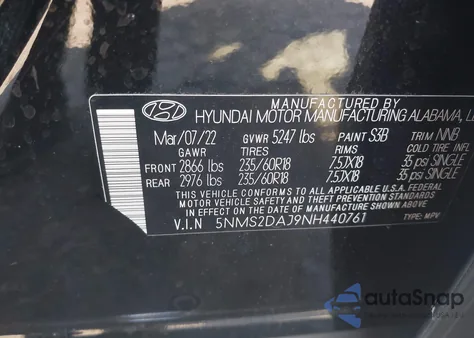 MANUFACTURED BY
HYUNDAI MOTOR MANUFACTURING ALABAMA, L
Mar/07/22 GVWR 5247 lbs PAINT S3B TRIM NNB
GAWR TIRES RIMS COLD TIRE INFL
FRONT 2866 lbs 235/60R18 7.5JX18 35 psi SINGLE
REAR 2976 lbs 235/60R18 7.5JX18 35 psi SINGLE
THIS VEHICLE CONFORMS TO ALL APPLICABLE U.S.A FEDERAL
MOTOR VEHICLE SAFETY AND THEFT PREVENTION STANDARDS
IN EFFECT ON THE DATE OF MANUFACTURE SHOWN ABOVE.
V.I.N 5NMS2DAJ9NH440761 TYPE: MPV
autoSnap